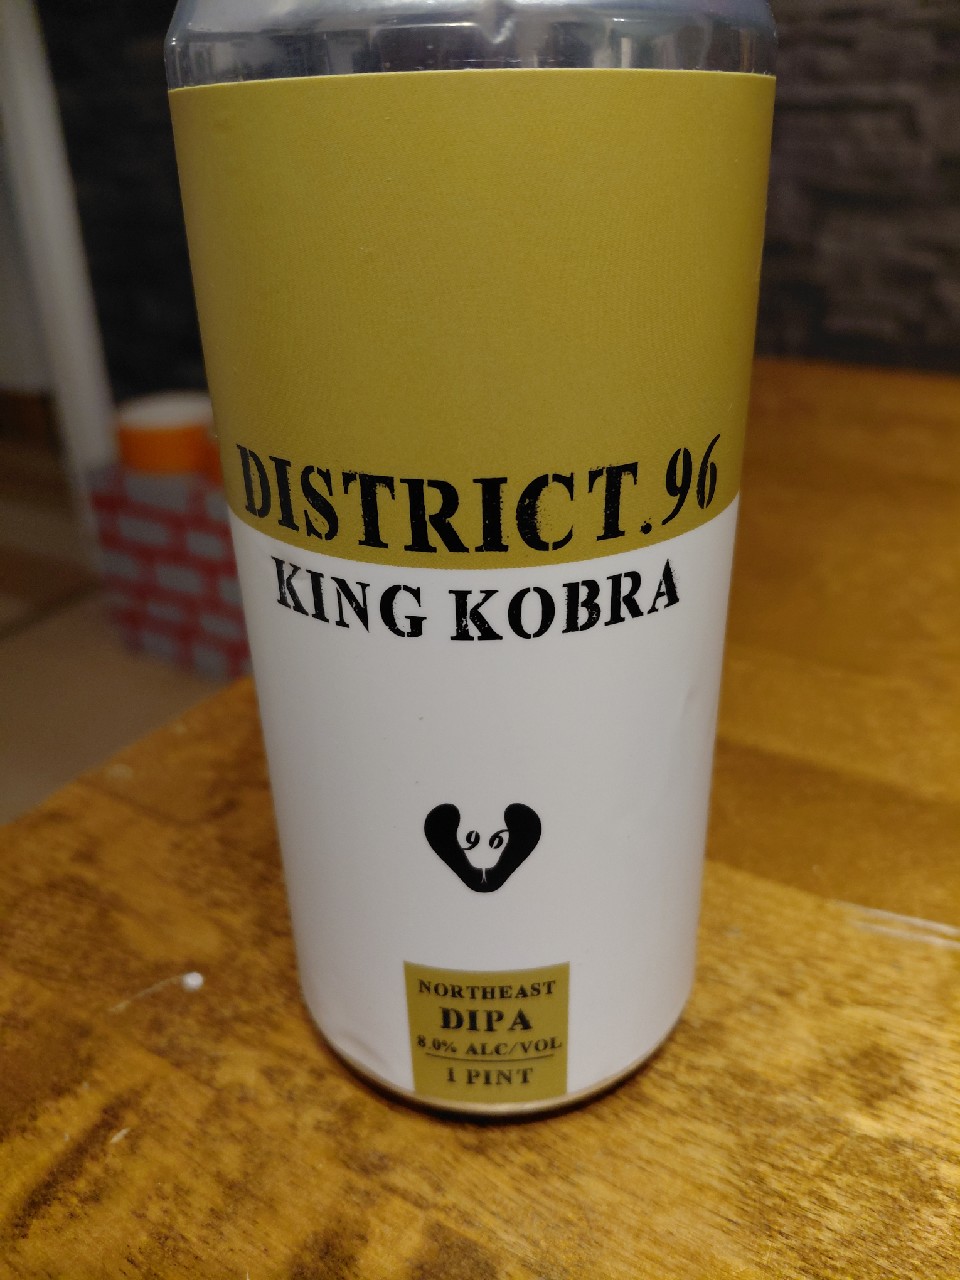 DISTRICT.96
KING KOBRA
96
NORTHEAST
DIPA
8.0% ALC/VOL
1 PINT